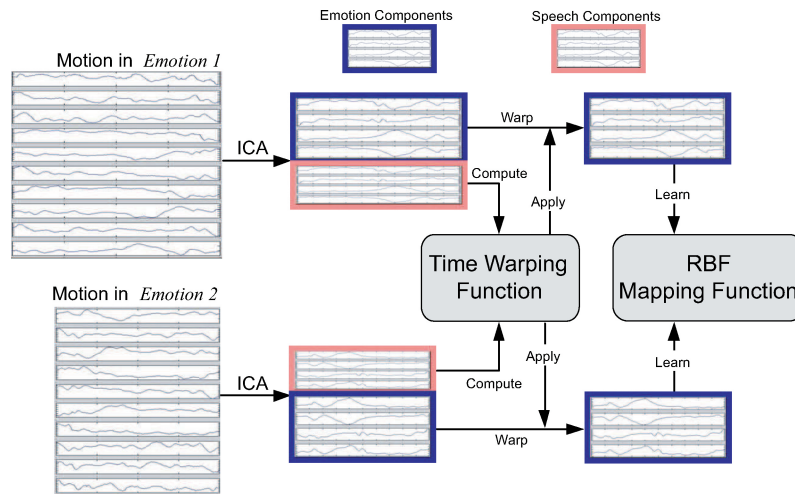 Emotion Components
Speech Components
Motion in Emotion 1
ICA
Warp
Compute
Apply
Learn
Time Warping
Function
RBF
Mapping Function
Motion in Emotion 2
ICA
Apply
Compute
Learn
Warp